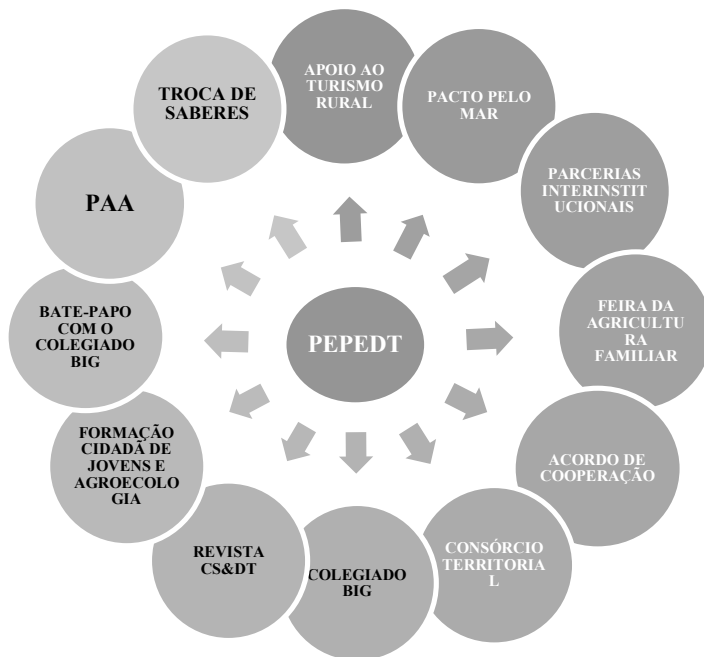 APOIO AO
TURISMO
RURAL
PACTO PELO
MAR
PARCERIAS
INTERINSTIT
UCIONAIS
FEIRA DA
AGRICULTU
RA
FAMILIAR
ACORDO DE
COOPERAÇÃO
CONSÓRCIO
TERRITORIA
L
COLEGIADO
BIG
REVISTA
CS&DT
FORMAÇÃO
CIDADÃ DE
JOVENS E
AGROECOLO
GIA
BATE-PAPO
COM O
COLEGIADO
BIG
PAA
TROCA DE
SABERES
PEPEDT